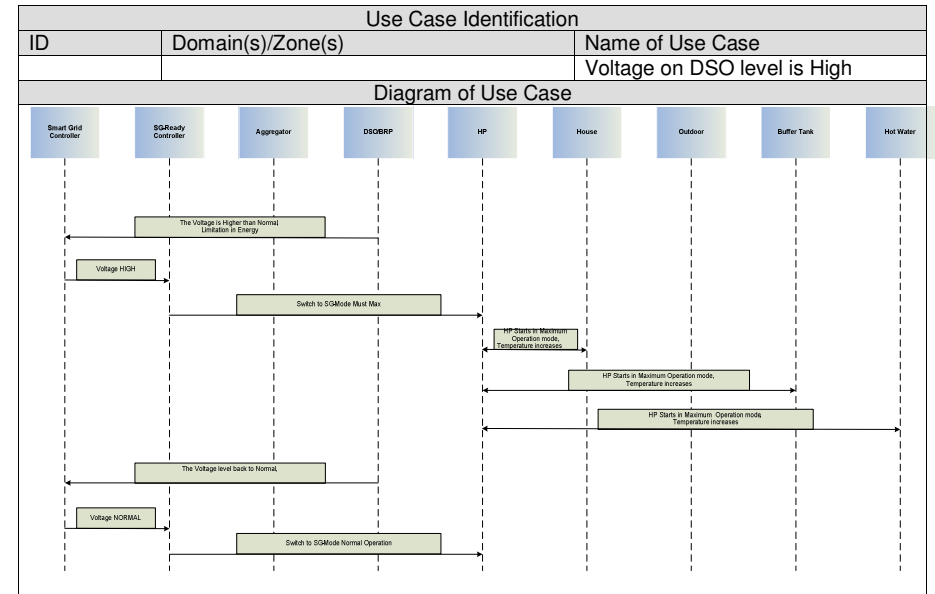 Use Case Identification
ID Domain(s)/Zone(s) Name of Use Case
Voltage on DSO level is High
Diagram of Use Case
Smart Grid
Controller
SG-Ready
Controller
Aggregator
DSO/BRP
HP
House
Outdoor
Buffer Tank
Hot Water
The Voltage is Higher than Normal,
Limitation in Energy
Voltage HIGH
Switch to SG-Mode Must Max
HP Starts in Maximum
Operation mode,
Temperature increases
HP Starts in Maximum Operation mode,
Temperature increases
HP Starts in Maximum Operation mode,
Temperature increases
The Voltage level back to Normal,
Voltage NORMAL
Switch to SG-Mode Normal Operation